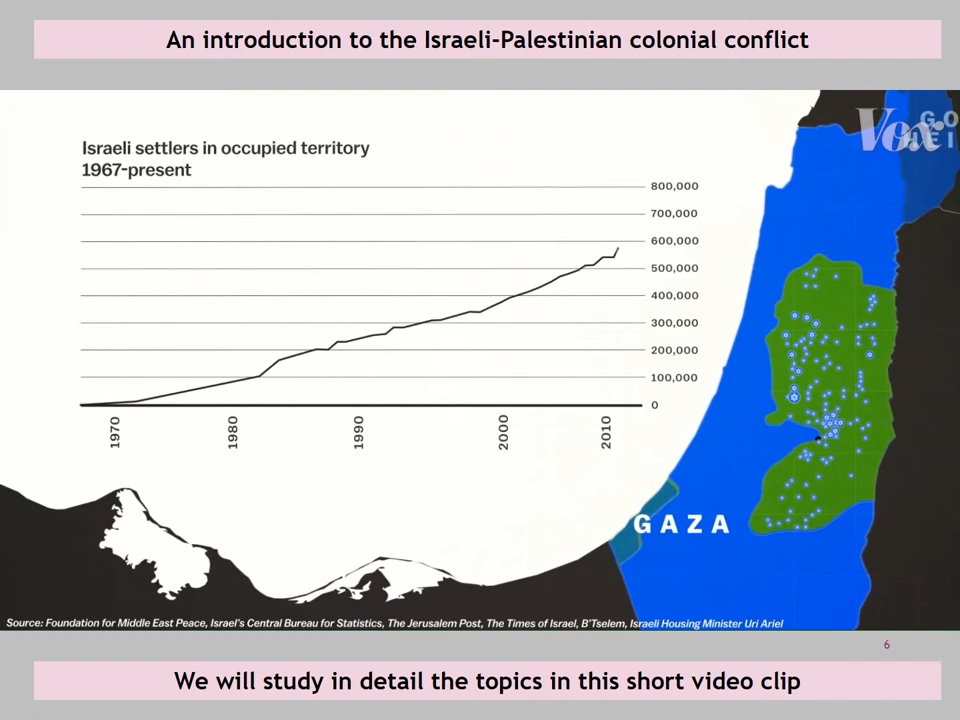 An introduction to the Israeli-Palestinian colonial conflict
Vox
GO
HEI
Israeli settlers in occupied territory
1967-present
800,000
700,000
600,000
500,000
400,000
300,000
200,000
100,000
0
1970
1980
1990
2000
2010
GAZA
Source: Foundation for Middle East Peace, Israel's Central Bureau for Statistics, The Jerusalem Post, The Times of Israel, B'Tselem, Israeli Housing Minister Uri Ariel
6
We will study in detail the topics in this short video clip